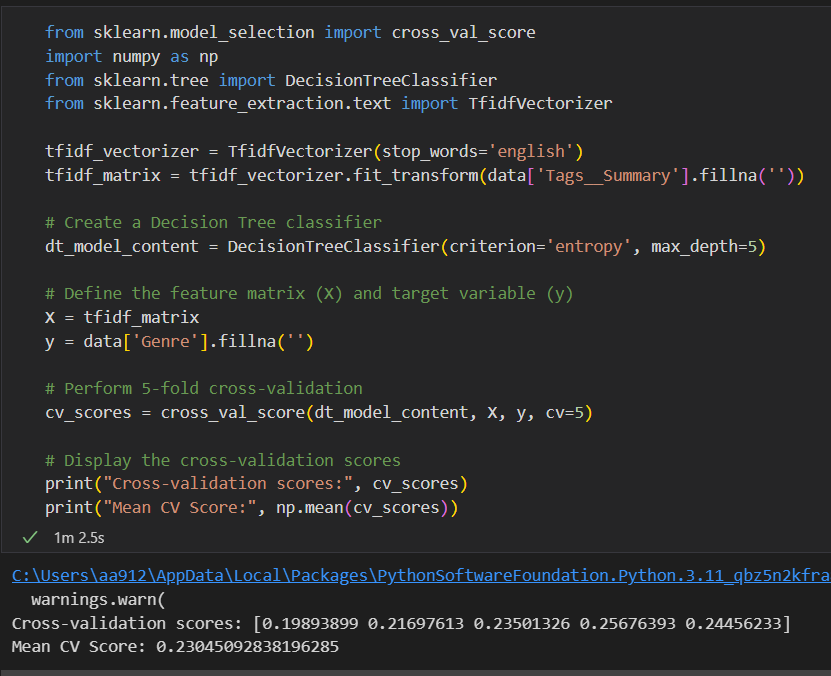 from sklearn.model_selection import cross_val_score
import numpy as np
from sklearn.tree import DecisionTreeClassifier
from sklearn.feature_extraction.text import TfidfVectorizer
tfidf_vectorizer = TfidfVectorizer(stop_words='english')
tfidf_matrix = tfidf_vectorizer.fit_transform(data['Tags__Summary'].fillna(''))
# Create a Decision Tree classifier
dt_model_content = DecisionTreeClassifier(criterion='entropy', max_depth=5)
# Define the feature matrix (X) and target variable (y)
X = tfidf_matrix
y = data['Genre'].fillna('')
# Perform 5-fold cross-validation
cv_scores = cross_val_score(dt_model_content, X, y, cv=5)
# Display the cross-validation scores
print("Cross-validation scores:", cv_scores)
print("Mean CV Score:", np.mean(cv_scores))
✓ 1m 2.5s
C:\Users\aa912\AppData\Local\Packages\PythonSoftwareFoundation.Python.3.11_qbz5n2kfra
warnings.warn(
Cross-validation scores: [0.19893899 0.21697613 0.23501326 0.25676393 0.24456233]
Mean CV Score: 0.23045092838196285